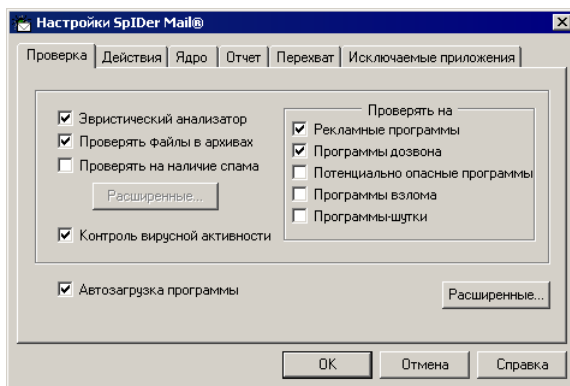 Настройки SpIDer Mail®
Проверка Действия Ядро Отчет Перехват Исключаемые приложения
Эвристический анализатор
Проверять файлы в архивах
Проверять на наличие спама
Расширенные...
Контроль вирусной активности
Проверять на
Рекламные программы
Программы дозвона
Потенциально опасные программы
Программы взлома
Программы-шутки
Автозагрузка программы
Расширенные...
OK Отмена Справка